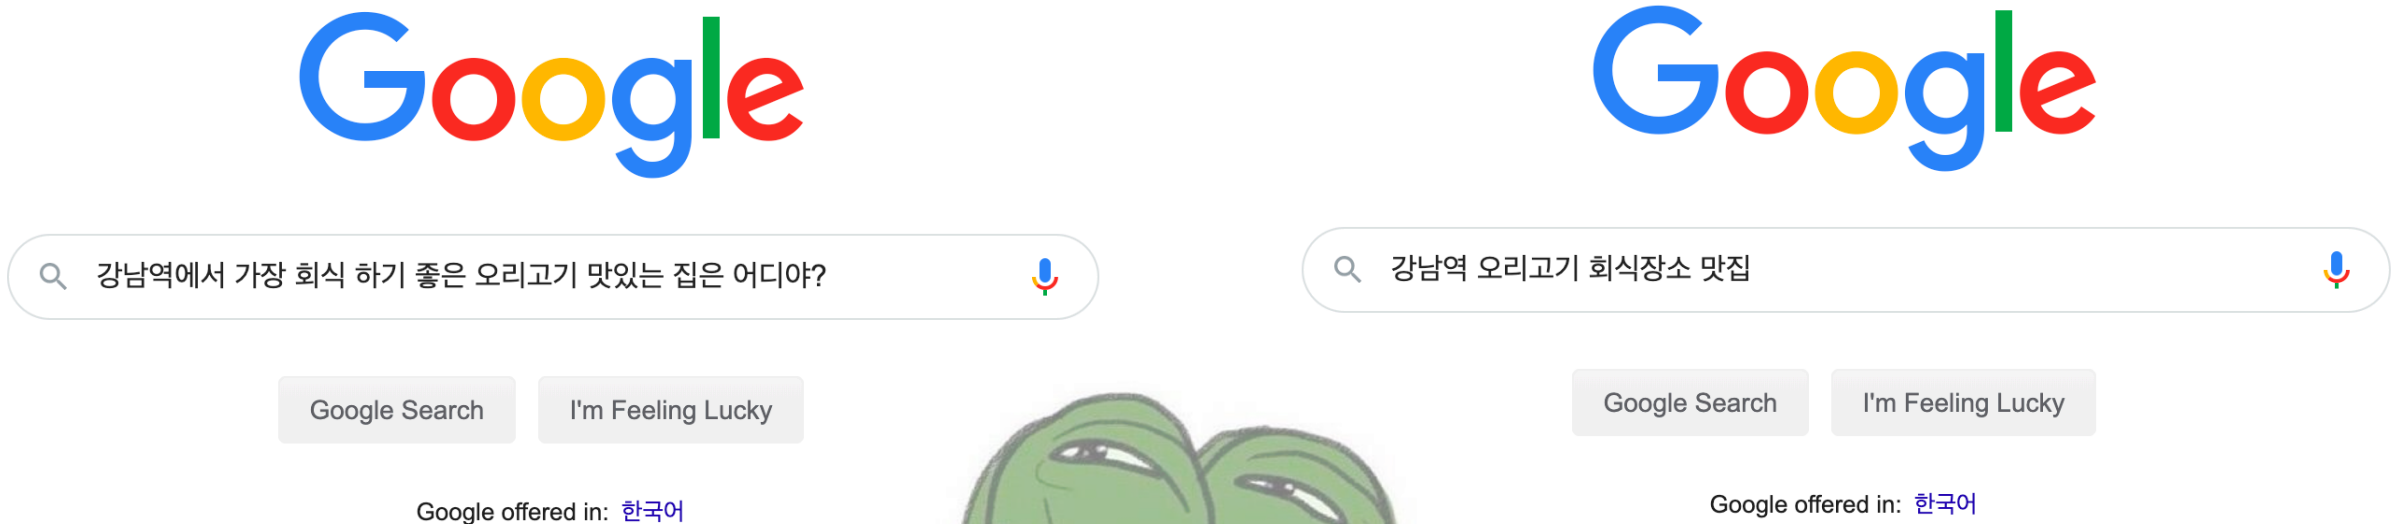 Google
강남역에서 가장 회식 하기 좋은 오리고기 맛있는 집은 어디야?
Google Search
I'm Feeling Lucky
Google offered in: 한국어
Google
강남역 오리고기 회식장소 맛집
Google Search
I'm Feeling Lucky
Google offered in: 한국어